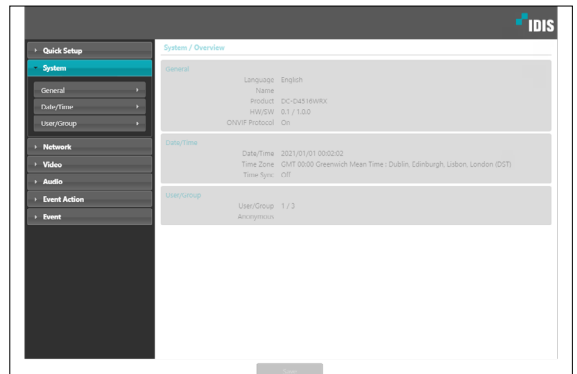 IDIS
Quick Setup
System
General
Date/Time
User/Group
Network
Video
Audio
Event Action
Event
System / Overview
General
Language English
Name
Product DC-D4516WRX
HW/SW 0.1 / 1.0.0
ONVIF Protocol On
Date/Time
Date/Time 2021/01/01 00:02:02
Time Zone GMT 00:00 Greenwich Mean Time : Dublin, Edinburgh, Lisbon, London (DST)
Time Sync Off
User/Group
User/Group 1 / 3
Anonymous